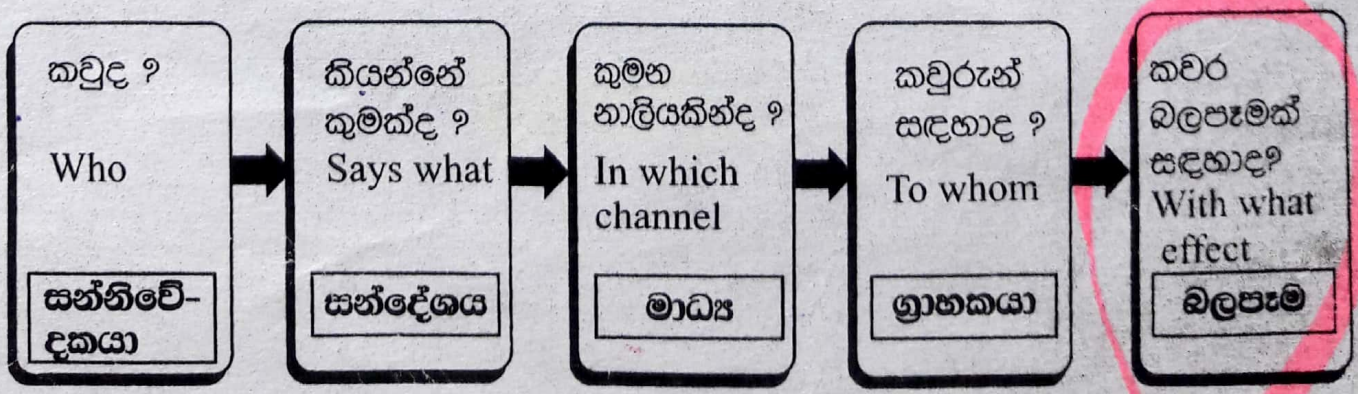 කවුද ?
Who
සන්නිවේ-
දකයා
කියන්නේ
කුමක්ද ?
Says what
සන්දේශය
කුමන
නාලියකින්ද ?
In which
channel
මාධ්‍ය
කවුරුන්
සඳහාද ?
To whom
ග්‍රාහකයා
කවර
බලපෑමක්
සඳහාද?
With what
effect
බලපෑම